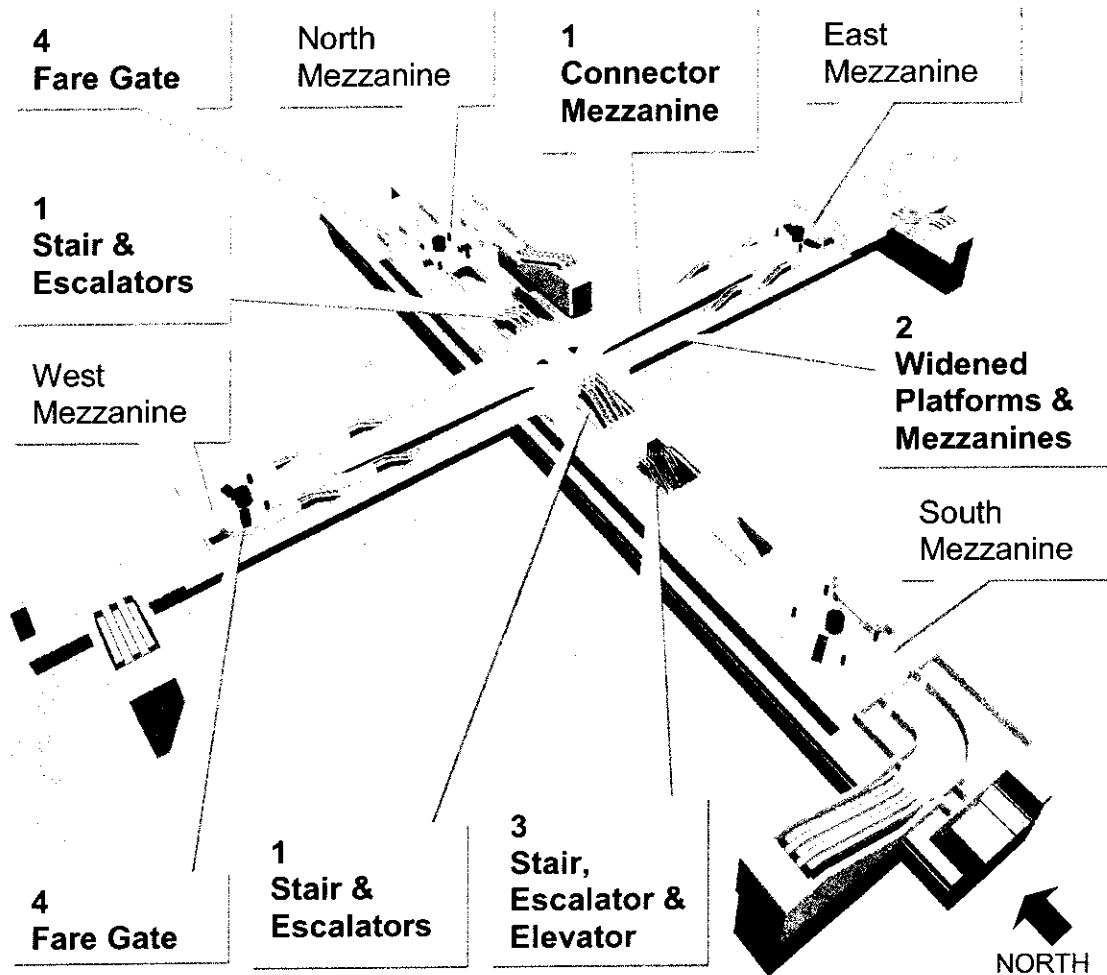 4
Fare Gate
North
Mezzanine
1
Connector
Mezzanine
East
Mezzanine
1
Stair &
Escalators
West
Mezzanine
2
Widened
Platforms &
Mezzanines
South
Mezzanine
4
Fare Gate
1
Stair &
Escalators
3
Stair,
Escalator &
Elevator
NORTH